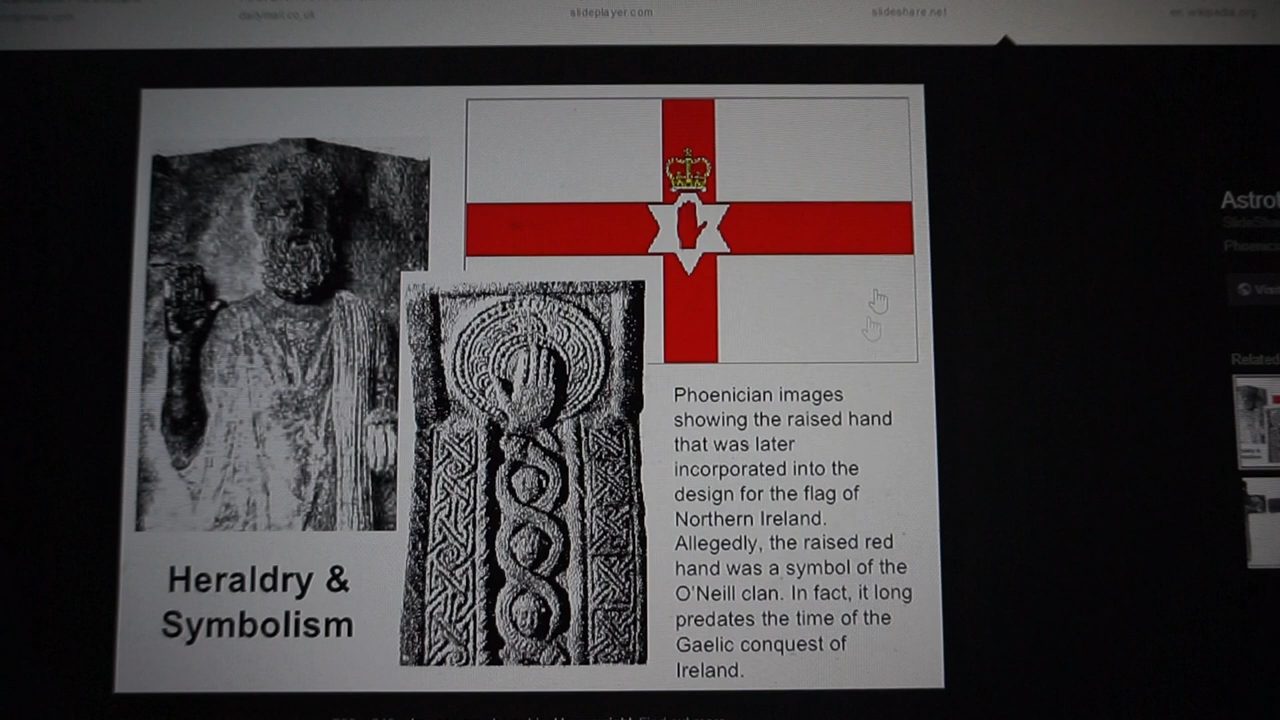 dailymail.co.uk
slideplayer.com
slideshare.net
en.wikipedia.org
Heraldry &
Symbolism
Phoenician images
showing the raised hand
that was later
incorporated into the
design for the flag of
Northern Ireland.
Allegedly, the raised red
hand was a symbol of the
O'Neill clan. In fact, it long
predates the time of the
Gaelic conquest of
Ireland.
Related